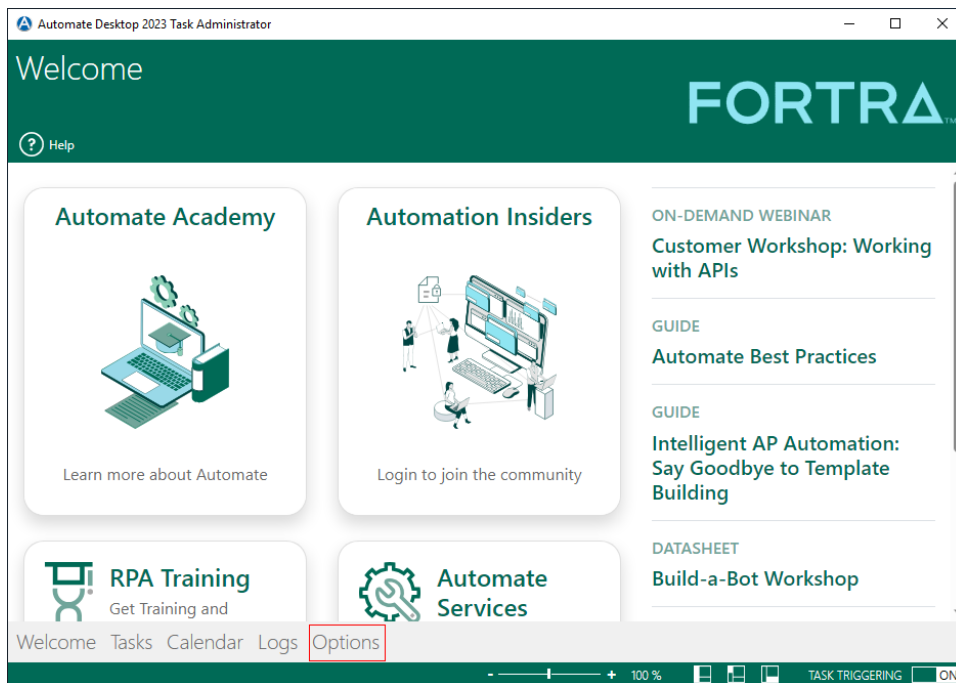 Automate Desktop 2023 Task Administrator
Welcome
FORTRA™
? Help
Automate Academy
Learn more about Automate
Automation Insiders
Login to join the community
ON-DEMAND WEBINAR
Customer Workshop: Working
with APIs
GUIDE
Automate Best Practices
GUIDE
Intelligent AP Automation:
Say Goodbye to Template
Building
DATASHEET
Build-a-Bot Workshop
RPA Training
Get Training and
Automate
Services
Welcome Tasks Calendar Logs Options
- + 100 % TASK TRIGGERING ON